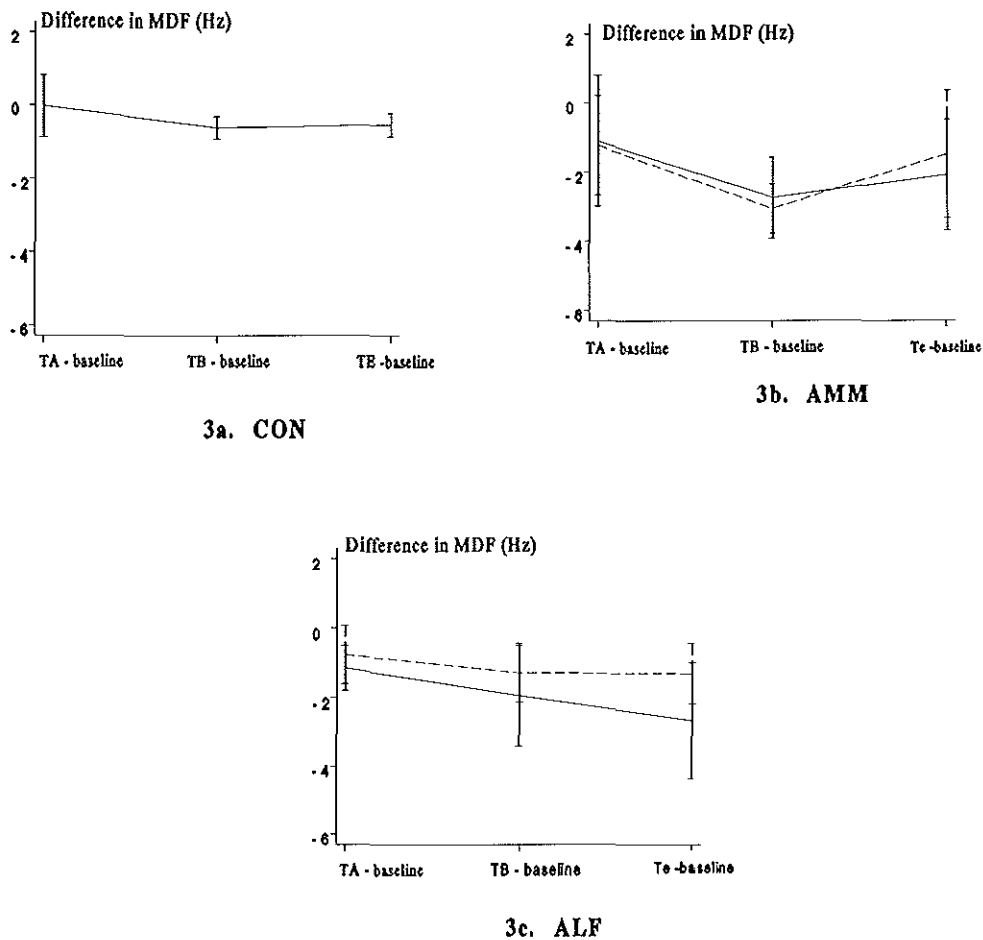 Difference in MDF (Hz)
2
0
- 2
- 4
- 6
TA - baseline TB - baseline TE -baseline
3a. CON
Difference in MDF (Hz)
2
0
- 2
- 4
- 6
TA - baseline TB - baseline Te -baseline
3b. AMM
Difference in MDF (Hz)
2
0
- 2
- 4
- 6
TA - baseline TB - baseline Te -baseline
3c. ALF